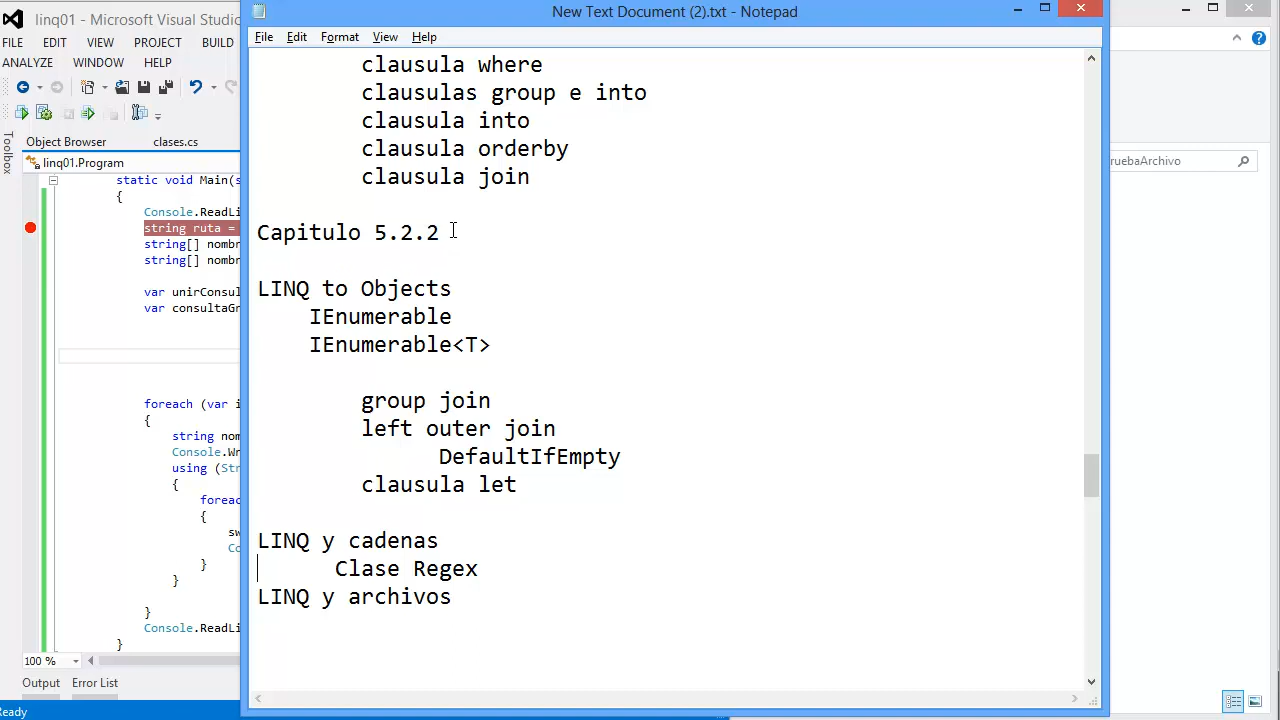 linq01 - Microsoft Visual Studio
New Text Document (2).txt - Notepad
FILE EDIT VIEW PROJECT BUILD
ANALYZE WINDOW HELP
File Edit Format View Help
Toolbox
Object Browser clases.cs
linq01.Program
static void Main(s
{
Console.ReadLi
string ruta =
string[] nombr
string[] nombr
var unirConsul
var consultaGr
foreach (var i
{
string nom
Console.Wr
using (Str
{
foreac
{
sw
Co
}
}
}
Console.ReadLi
}
100 %
Output Error List
Ready
clausula where
clausulas group e into
clausula into
clausula orderby
clausula join
Capitulo 5.2.2
LINQ to Objects
IEnumerable
IEnumerable<T>
group join
left outer join
DefaultIfEmpty
clausula let
LINQ y cadenas
Clase Regex
LINQ y archivos
ruebaArchivo